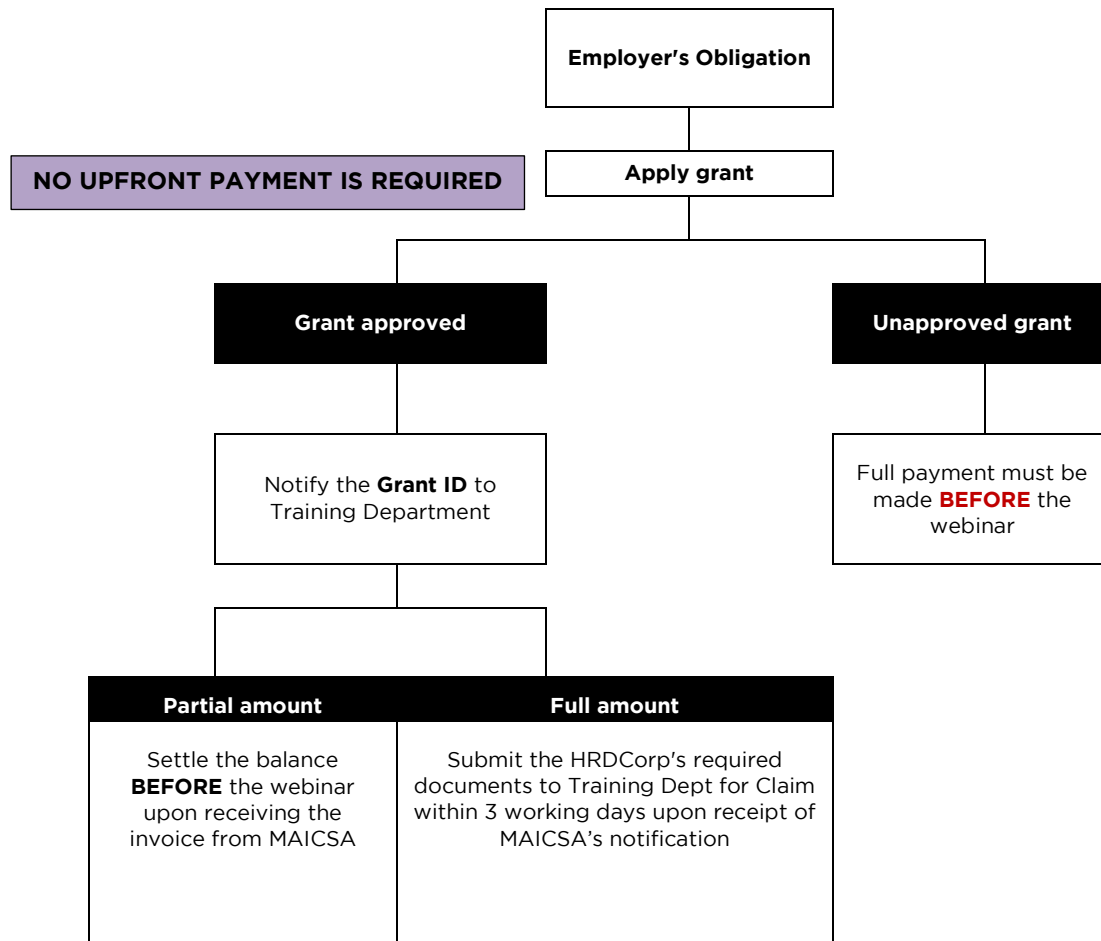 Employer's Obligation
NO UPFRONT PAYMENT IS REQUIRED
Apply grant
Grant approved
Unapproved grant
Notify the Grant ID to
Training Department
Full payment must be
made BEFORE the
webinar
Partial amount
Settle the balance
BEFORE the webinar
upon receiving the
invoice from MAICSA
Full amount
Submit the HRDCorp's required
documents to Training Dept for Claim
within 3 working days upon receipt of
MAICSA’s notification